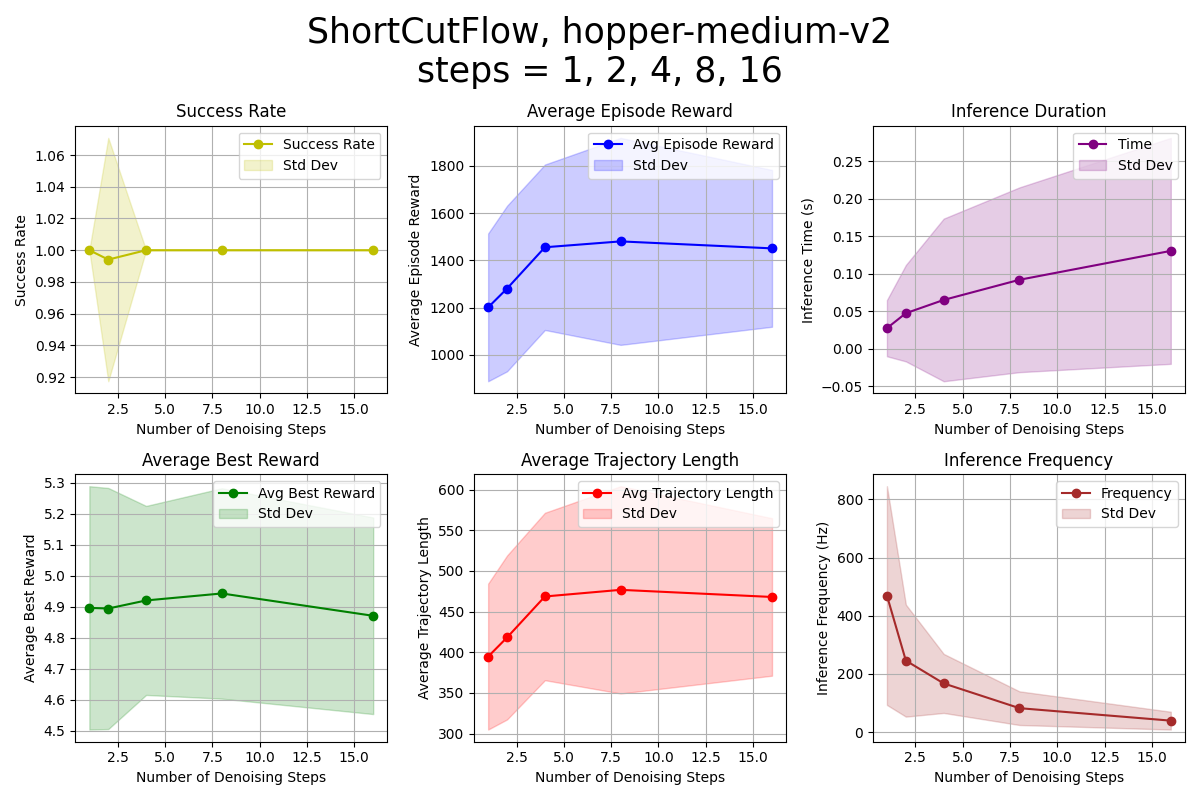 ShortCutFlow, hopper-medium-v2
steps = 1, 2, 4, 8, 16
Success Rate
Success Rate
1.06
1.04
1.02
1.00
0.98
0.96
0.94
0.92
Success Rate
Std Dev
2.5 5.0 7.5 10.0 12.5 15.0
Number of Denoising Steps
Average Episode Reward
Average Episode Reward
1800
1600
1400
1200
1000
Avg Episode Reward
Std Dev
2.5 5.0 7.5 10.0 12.5 15.0
Number of Denoising Steps
Inference Duration
Inference Time (s)
0.25
0.20
0.15
0.10
0.05
0.00
−0.05
Time
Std Dev
2.5 5.0 7.5 10.0 12.5 15.0
Number of Denoising Steps
Average Best Reward
Average Best Reward
5.3
5.2
5.1
5.0
4.9
4.8
4.7
4.6
4.5
Avg Best Reward
Std Dev
2.5 5.0 7.5 10.0 12.5 15.0
Number of Denoising Steps
Average Trajectory Length
Average Trajectory Length
600
550
500
450
400
350
300
Avg Trajectory Length
Std Dev
2.5 5.0 7.5 10.0 12.5 15.0
Number of Denoising Steps
Inference Frequency
Inference Frequency (Hz)
800
600
400
200
0
Frequency
Std Dev
2.5 5.0 7.5 10.0 12.5 15.0
Number of Denoising Steps